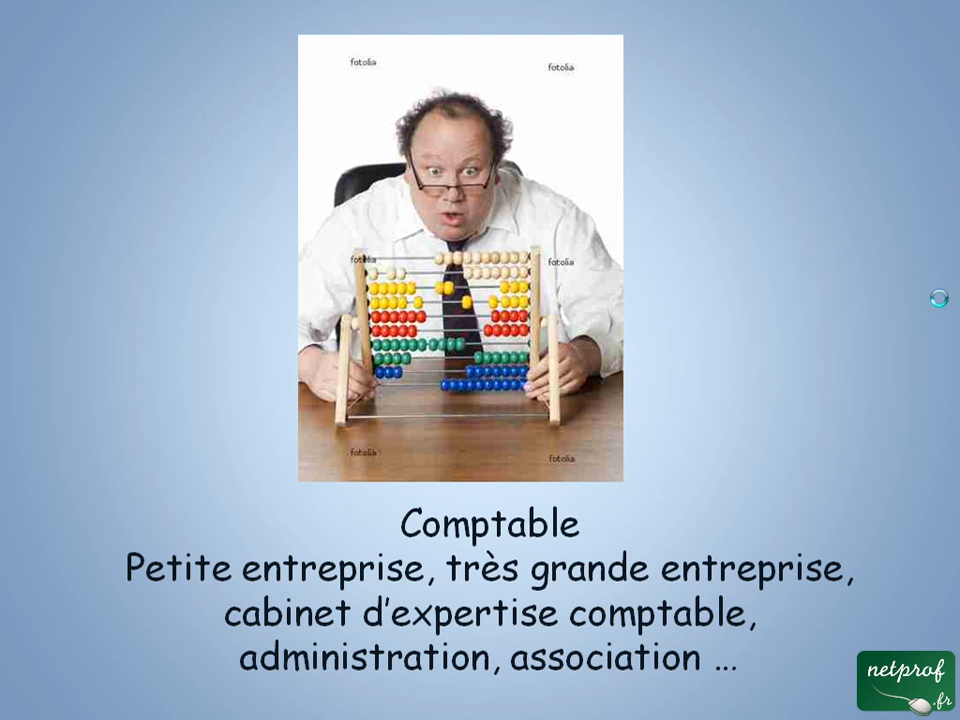 fotolia
fotolia
fotolia
fotolia
fotolia
fotolia
Comptable
Petite entreprise, très grande entreprise,
cabinet d’expertise comptable,
administration, association ...
netprof
.fr